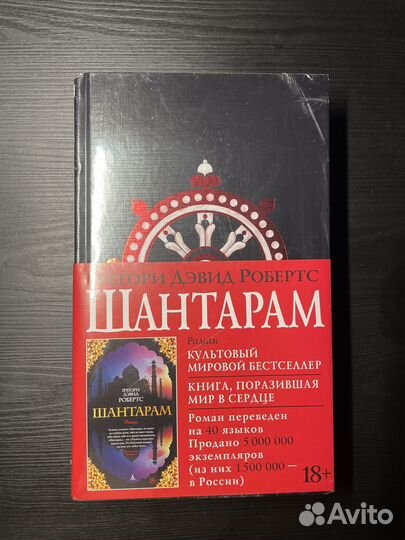 ГРЕГОРИ ДЭВИД РОБЕРТС
ШАНТАРАМ
Роман
КУЛЬТОВЫЙ
МИРОВОЙ БЕСТСЕЛЛЕР
КНИГА, ПОРАЗИВШАЯ
МИР В СЕРДЦЕ
Роман переведен
на 40 языков
Продано 5 000 000
экземпляров
(из них 1 500 000 —
в России)
18+
ГРЕГОРИ
ДЭВИД
РОБЕРТС
ШАНТАРАМ
Роман
Avito